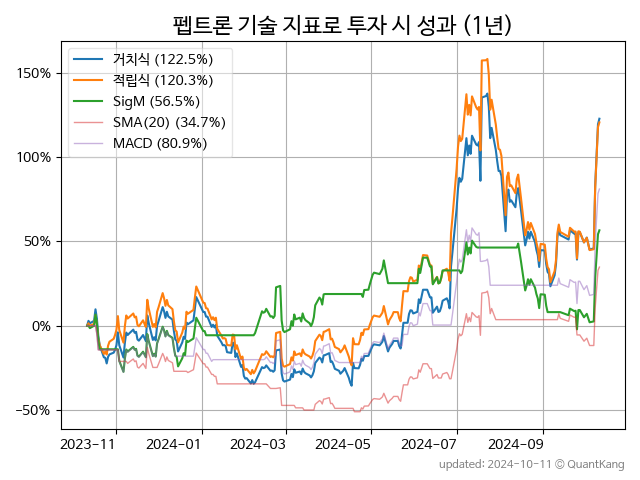 펩트론 기술 지표로 투자 시 성과 (1년)
거치식 (122.5%)
적립식 (120.3%)
SigM (56.5%)
SMA(20) (34.7%)
MACD (80.9%)
150%
100%
50%
0%
−50%
2023-11 2024-01 2024-03 2024-05 2024-07 2024-09
updated: 2024-10-11 © QuantKang